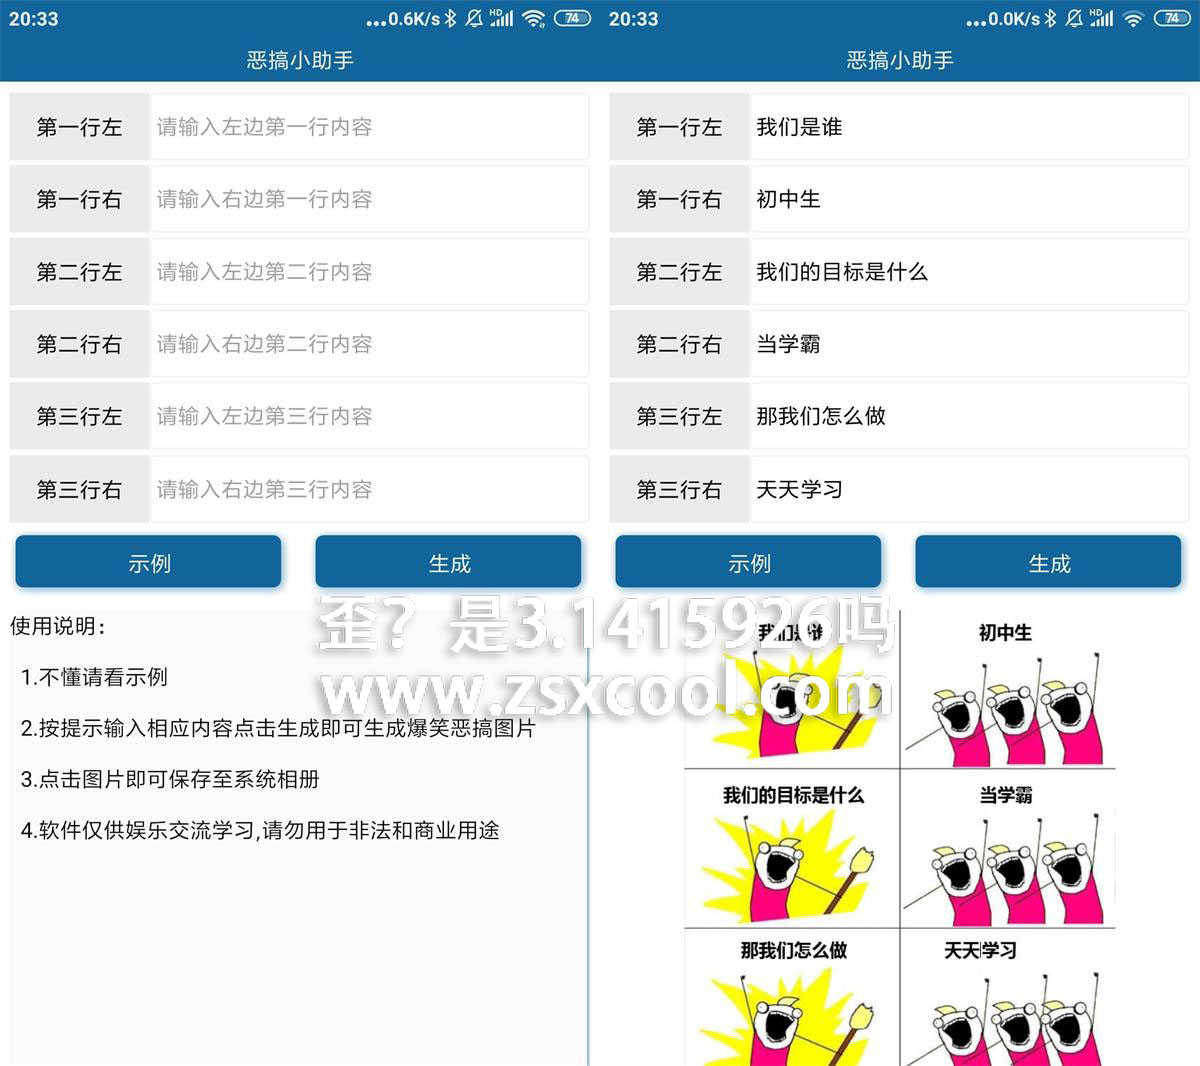 20:33
...0.6K/s HD 74
恶搞小助手
第一行左 请输入左边第一行内容
第一行右 请输入右边第一行内容
第二行左 请输入左边第二行内容
第二行右 请输入右边第二行内容
第三行左 请输入左边第三行内容
第三行右 请输入右边第三行内容
示例 生成
使用说明：
1.不懂请看示例
2.按提示输入相应内容点击生成即可生成爆笑恶搞图片
3.点击图片即可保存至系统相册
4.软件仅供娱乐交流学习,请勿用于非法和商业用途
20:33
...0.0K/s HD 74
恶搞小助手
第一行左 我们是谁
第一行右 初中生
第二行左 我们的目标是什么
第二行右 当学霸
第三行左 那我们怎么做
第三行右 天天学习
示例 生成
我们是谁 初中生
我们的目标是什么 当学霸
那我们怎么做 天天学习
歪？是3.1415926吗
www.zsxcool.com